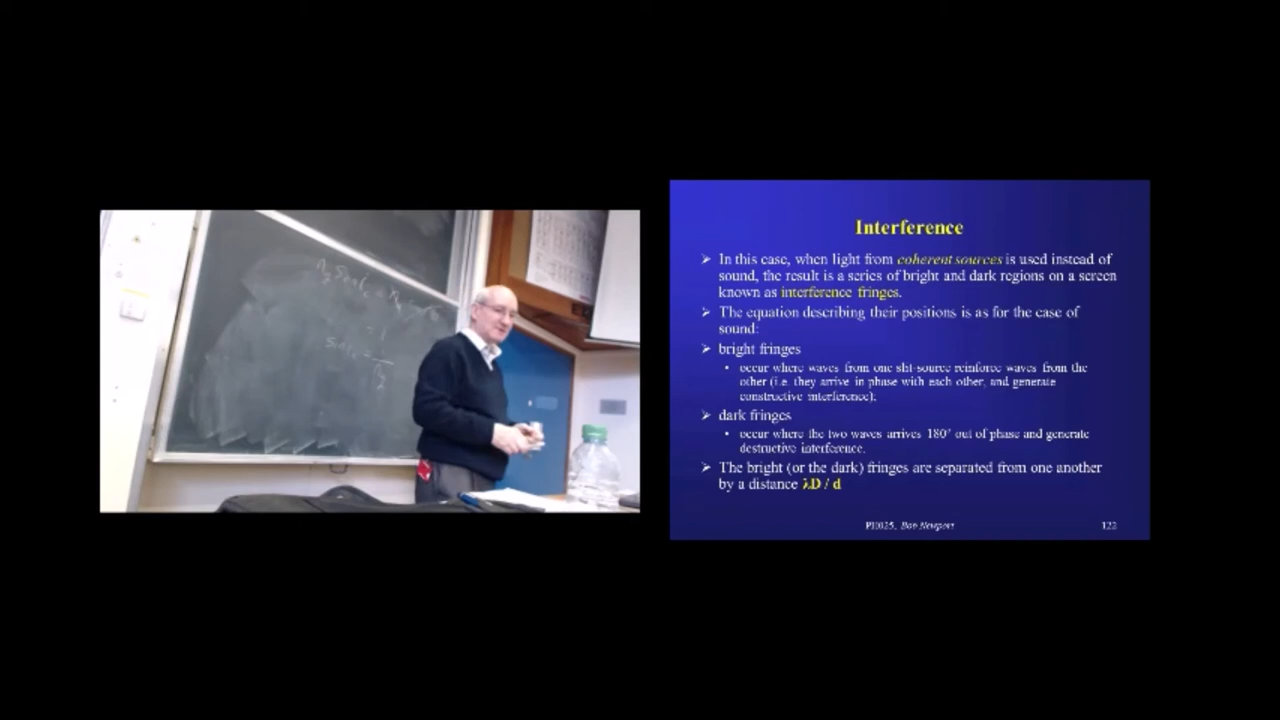 Interference
➢ In this case, when light from coherent sources is used instead of
sound, the result is a series of bright and dark regions on a screen
known as interference fringes.
➢ The equation describing their positions is as for the case of
sound:
➢ bright fringes
• occur where waves from one slit-source reinforce waves from the
other (i.e. they arrive in phase with each other, and generate
constructive interference);
➢ dark fringes
• occur where the two waves arrives 180° out of phase and generate
destructive interference.
➢ The bright (or the dark) fringes are separated from one another
by a distance λD / d
PH025, Bob Newport
122